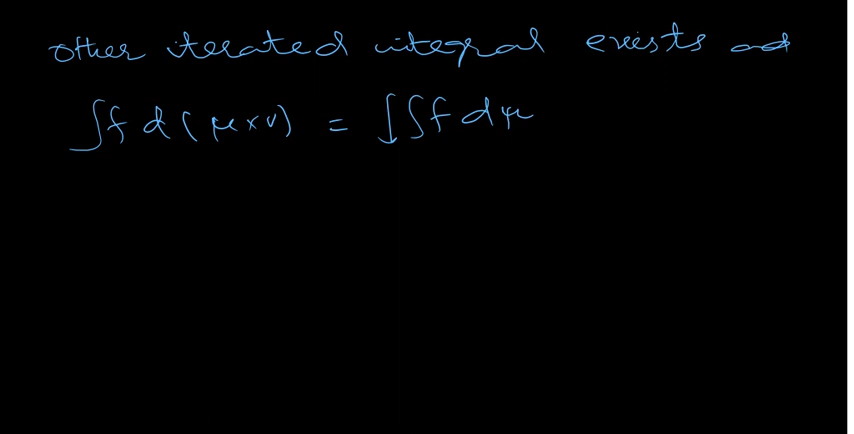 other iterated integral exists and
∫f d(μ×ν) = ∫∫f dμ